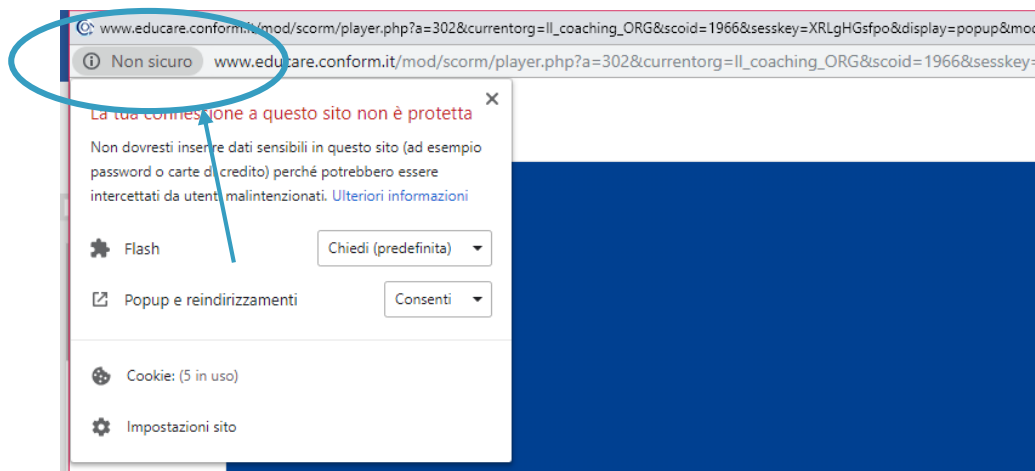 www.educare.conform.it/mod/scorm/player.php?a=302&currentorg=II_coaching_ORG&scoid=1966&sesskey=XRLgHGsfpo&display=popup&mod
Non sicuro www.educare.conform.it/mod/scorm/player.php?a=302&currentorg=II_coaching_ORG&scoid=1966&sesskey=
La tua connessione a questo sito non è protetta
Non dovresti inserire dati sensibili in questo sito (ad esempio
password o carte di credito) perché potrebbero essere
intercettati da utenti malintenzionati. Ulteriori informazioni
Flash Chiedi (predefinita)
Popup e reindirizzamenti Consenti
Cookie: (5 in uso)
Impostazioni sito